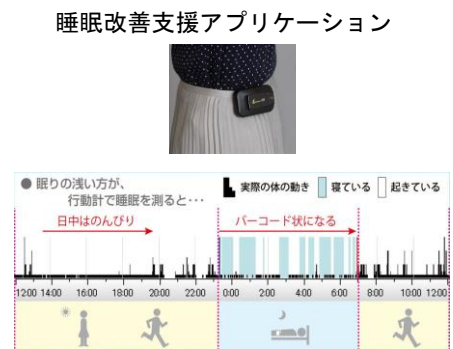 睡眠改善支援アプリケーション
● 眠りの浅い方が、
行動計で睡眠を測ると・・・
実際の体の動き 寝ている 起きている
日中はのんびり
バーコード状になる
12:00 14:00 16:00 18:00 20:00 22:00 0:00 2:00 4:00 6:00 8:00 10:00 12:00